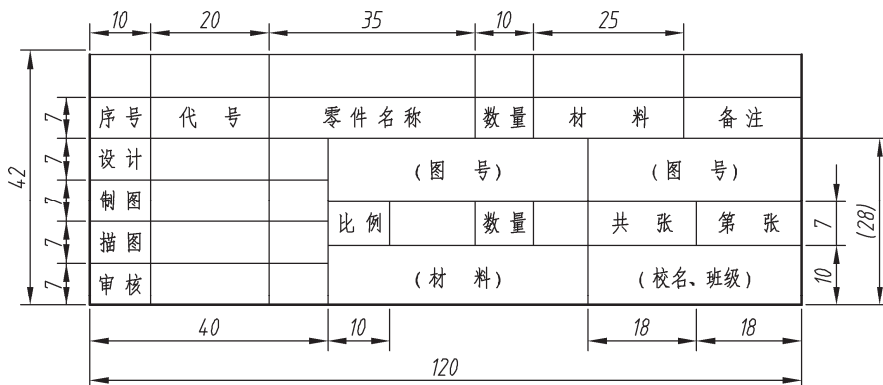 10 20 35 10 25
42
7 序号 代号 零件名称 数量 材料 备注
7 设计 (图号) (图号)
7 制图
比例 数量 共张 第张 7 (28)
7 描图
7 审核 (材料) (校名、班级) 10
40 10 18 18
120